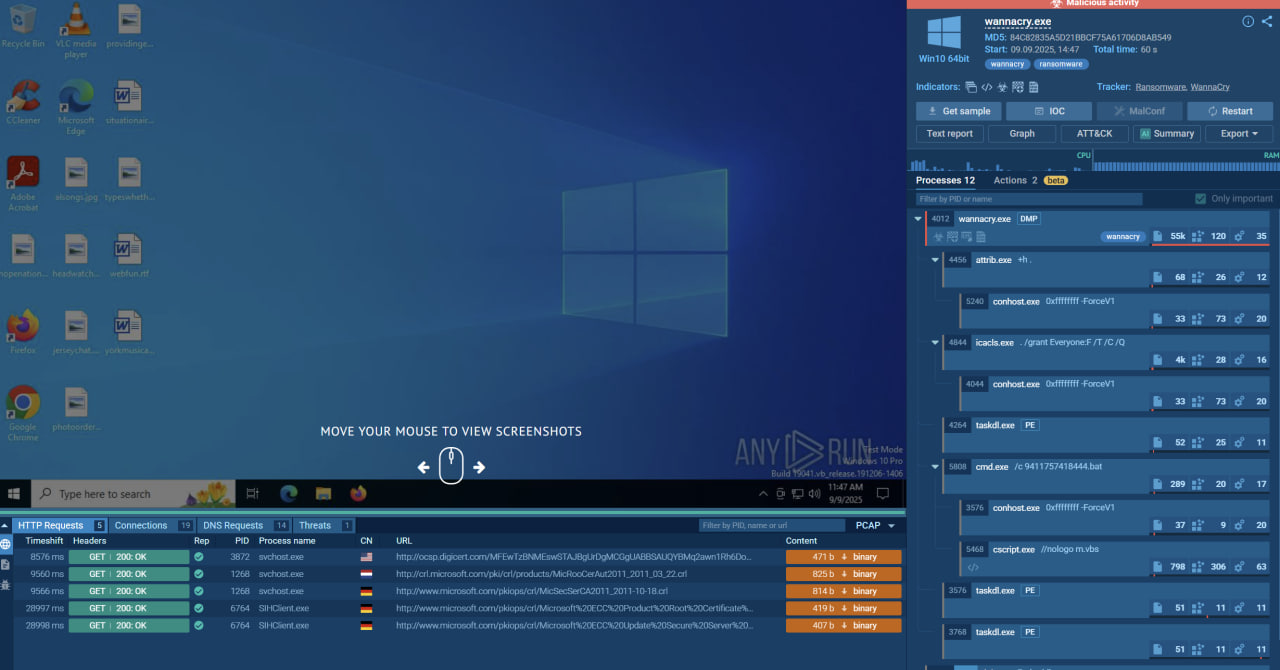 Malicious activity
Recycle Bin
VLC media player
providinge...
CCleaner
Microsoft Edge
situationair...
Adobe Acrobat
alsongs.jpg
typeswheth...
nopenation...
headwatch...
webfun.rtf
Firefox
jerseychat....
yorkmusica...
Google Chrome
photoorder...
MOVE YOUR MOUSE TO VIEW SCREENSHOTS
ANY RUN
Test Mode
Windows 10 Pro
Build 19041.vb_release.191206-1406
Type here to search
11:47 AM
9/9/2025
wannacry.exe
MD5: 84C82835A5D21BBCF75A61706D8AB549
Start: 09.09.2025, 14:47 Total time: 60 s
Win10 64bit
wannacry ransomware
Indicators:
Tracker: Ransomware, WannaCry
Get sample IOC MalConf Restart
Text report Graph ATT&CK AI Summary Export
CPU RAM
Processes 12 Actions 2 beta
Filter by PID or name Only important
4012 wannacry.exe DMP
wannacry 55k 120 35
4456 attrib.exe +h .
68 26 12
5240 conhost.exe 0xffffffff -ForceV1
33 73 20
4844 icacls.exe . /grant Everyone:F /T /C /Q
4k 28 16
4044 conhost.exe 0xffffffff -ForceV1
33 73 20
4264 taskdl.exe PE
52 25 11
5808 cmd.exe /c 9411757418444.bat
289 20 17
3576 conhost.exe 0xffffffff -ForceV1
37 9 20
5468 cscript.exe //nologo m.vbs
798 306 63
3576 taskdl.exe PE
51 11 11
3768 taskdl.exe PE
51 11 11
HTTP Requests 5 Connections 19 DNS Requests 14 Threats 1 Filter by PID, name or url PCAP
Timeshift Headers Rep PID Process name CN URL Content
8576 ms GET 200: OK 3872 svchost.exe http://ocsp.digicert.com/MFEwTzBNMEswSTAJBgUrDgMCGgUABBSAUQYBMq2awn1Rh6Do... 471 b binary
9560 ms GET 200: OK 1268 svchost.exe http://crl.microsoft.com/pki/crl/products/MicRooCerAut2011_2011_03_22.crl 825 b binary
9566 ms GET 200: OK 1268 svchost.exe http://www.microsoft.com/pkiops/crl/MicSecSerCA2011_2011-10-18.crl 814 b binary
28997 ms GET 200: OK 6764 SIHClient.exe http://www.microsoft.com/pkiops/crl/Microsoft%20ECC%20Product%20Root%20Certificate%... 419 b binary
28998 ms GET 200: OK 6764 SIHClient.exe http://www.microsoft.com/pkiops/crl/Microsoft%20ECC%20Update%20Secure%20Server%20... 407 b binary